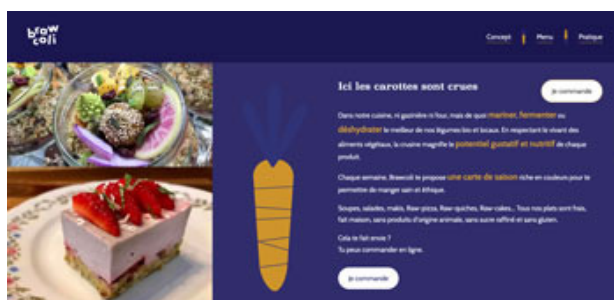 braw
coli
Concept Menu Pratique
Ici les carottes sont crues
Je commande
Dans notre cuisine, ni gazinière ni four, mais de quoi mariner, fermenter ou
déshydrater le meilleur de nos légumes bio et locaux. En respectant le vivant des
aliments végétaux, la cruisine magnifie le potentiel gustatif et nutritif de chaque
produit.
Chaque semaine, Brawcoli te propose une carte de saison riche en couleurs pour te
permettre de manger sain et éthique.
Soupes, salades, makis, Raw-pizza, Raw-quiches, Raw-cakes... Tous nos plats sont frais,
fait maison, sans produits d'origine animale, sans sucre raffiné et sans gluten.
Cela te fait envie ?
Tu peux commander en ligne.
Je commande